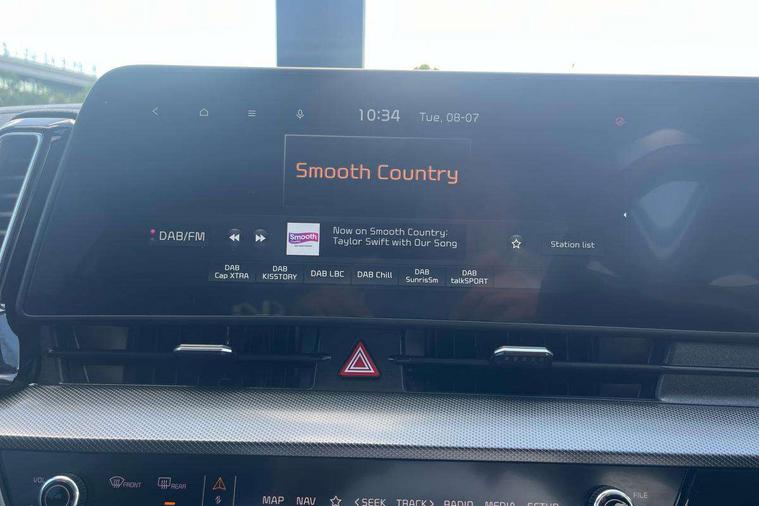 10:34 Tue, 08-07
Smooth Country
DAB/FM
Smooth
Now on Smooth Country:
Taylor Swift with Our Song
Station list
DAB
Cap XTRA
DAB
KISSTORY
DAB LBC
DAB Chill
DAB
SunrisSm
DAB
talkSPORT
VOL
FRONT
REAR
MAP
NAV
<SEEK
TRACK>
RADIO
MEDIA
SETUP
FILE